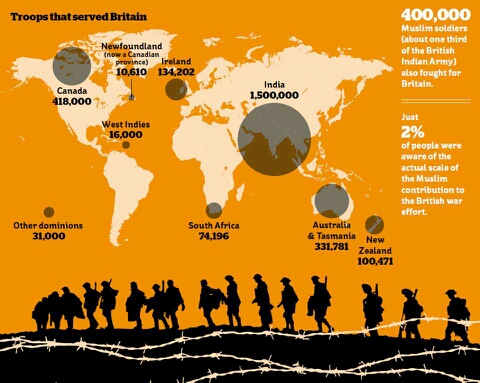 Troops that served Britain
Newfoundland
(now a Canadian
province)
10,610
Ireland
134,202
Canada
418,000
India
1,500,000
West Indies
16,000
Other dominions
31,000
South Africa
74,196
Australia
& Tasmania
331,781
New
Zealand
100,471
400,000
Muslim soldiers
(about one third
of the British
Indian Army)
also fought for
Britain.
Just
2%
of people were
aware of the
actual scale of
the Muslim
contribution to
the British war
effort.